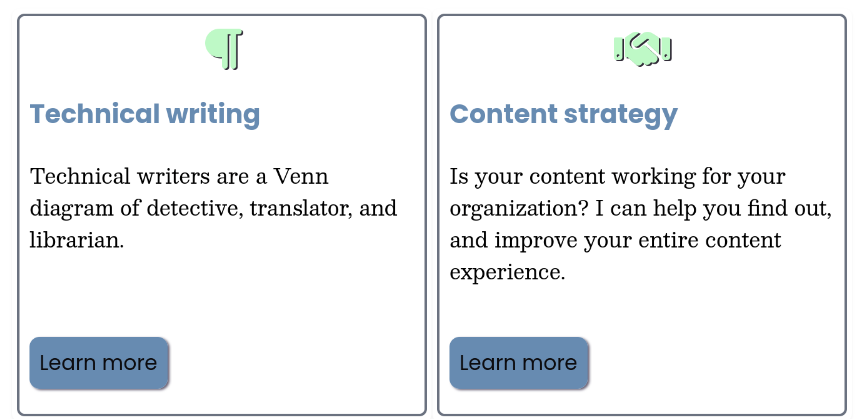 ¶
Technical writing
Technical writers are a Venn
diagram of detective, translator, and
librarian.
Learn more
Content strategy
Is your content working for your
organization? I can help you find out,
and improve your entire content
experience.
Learn more